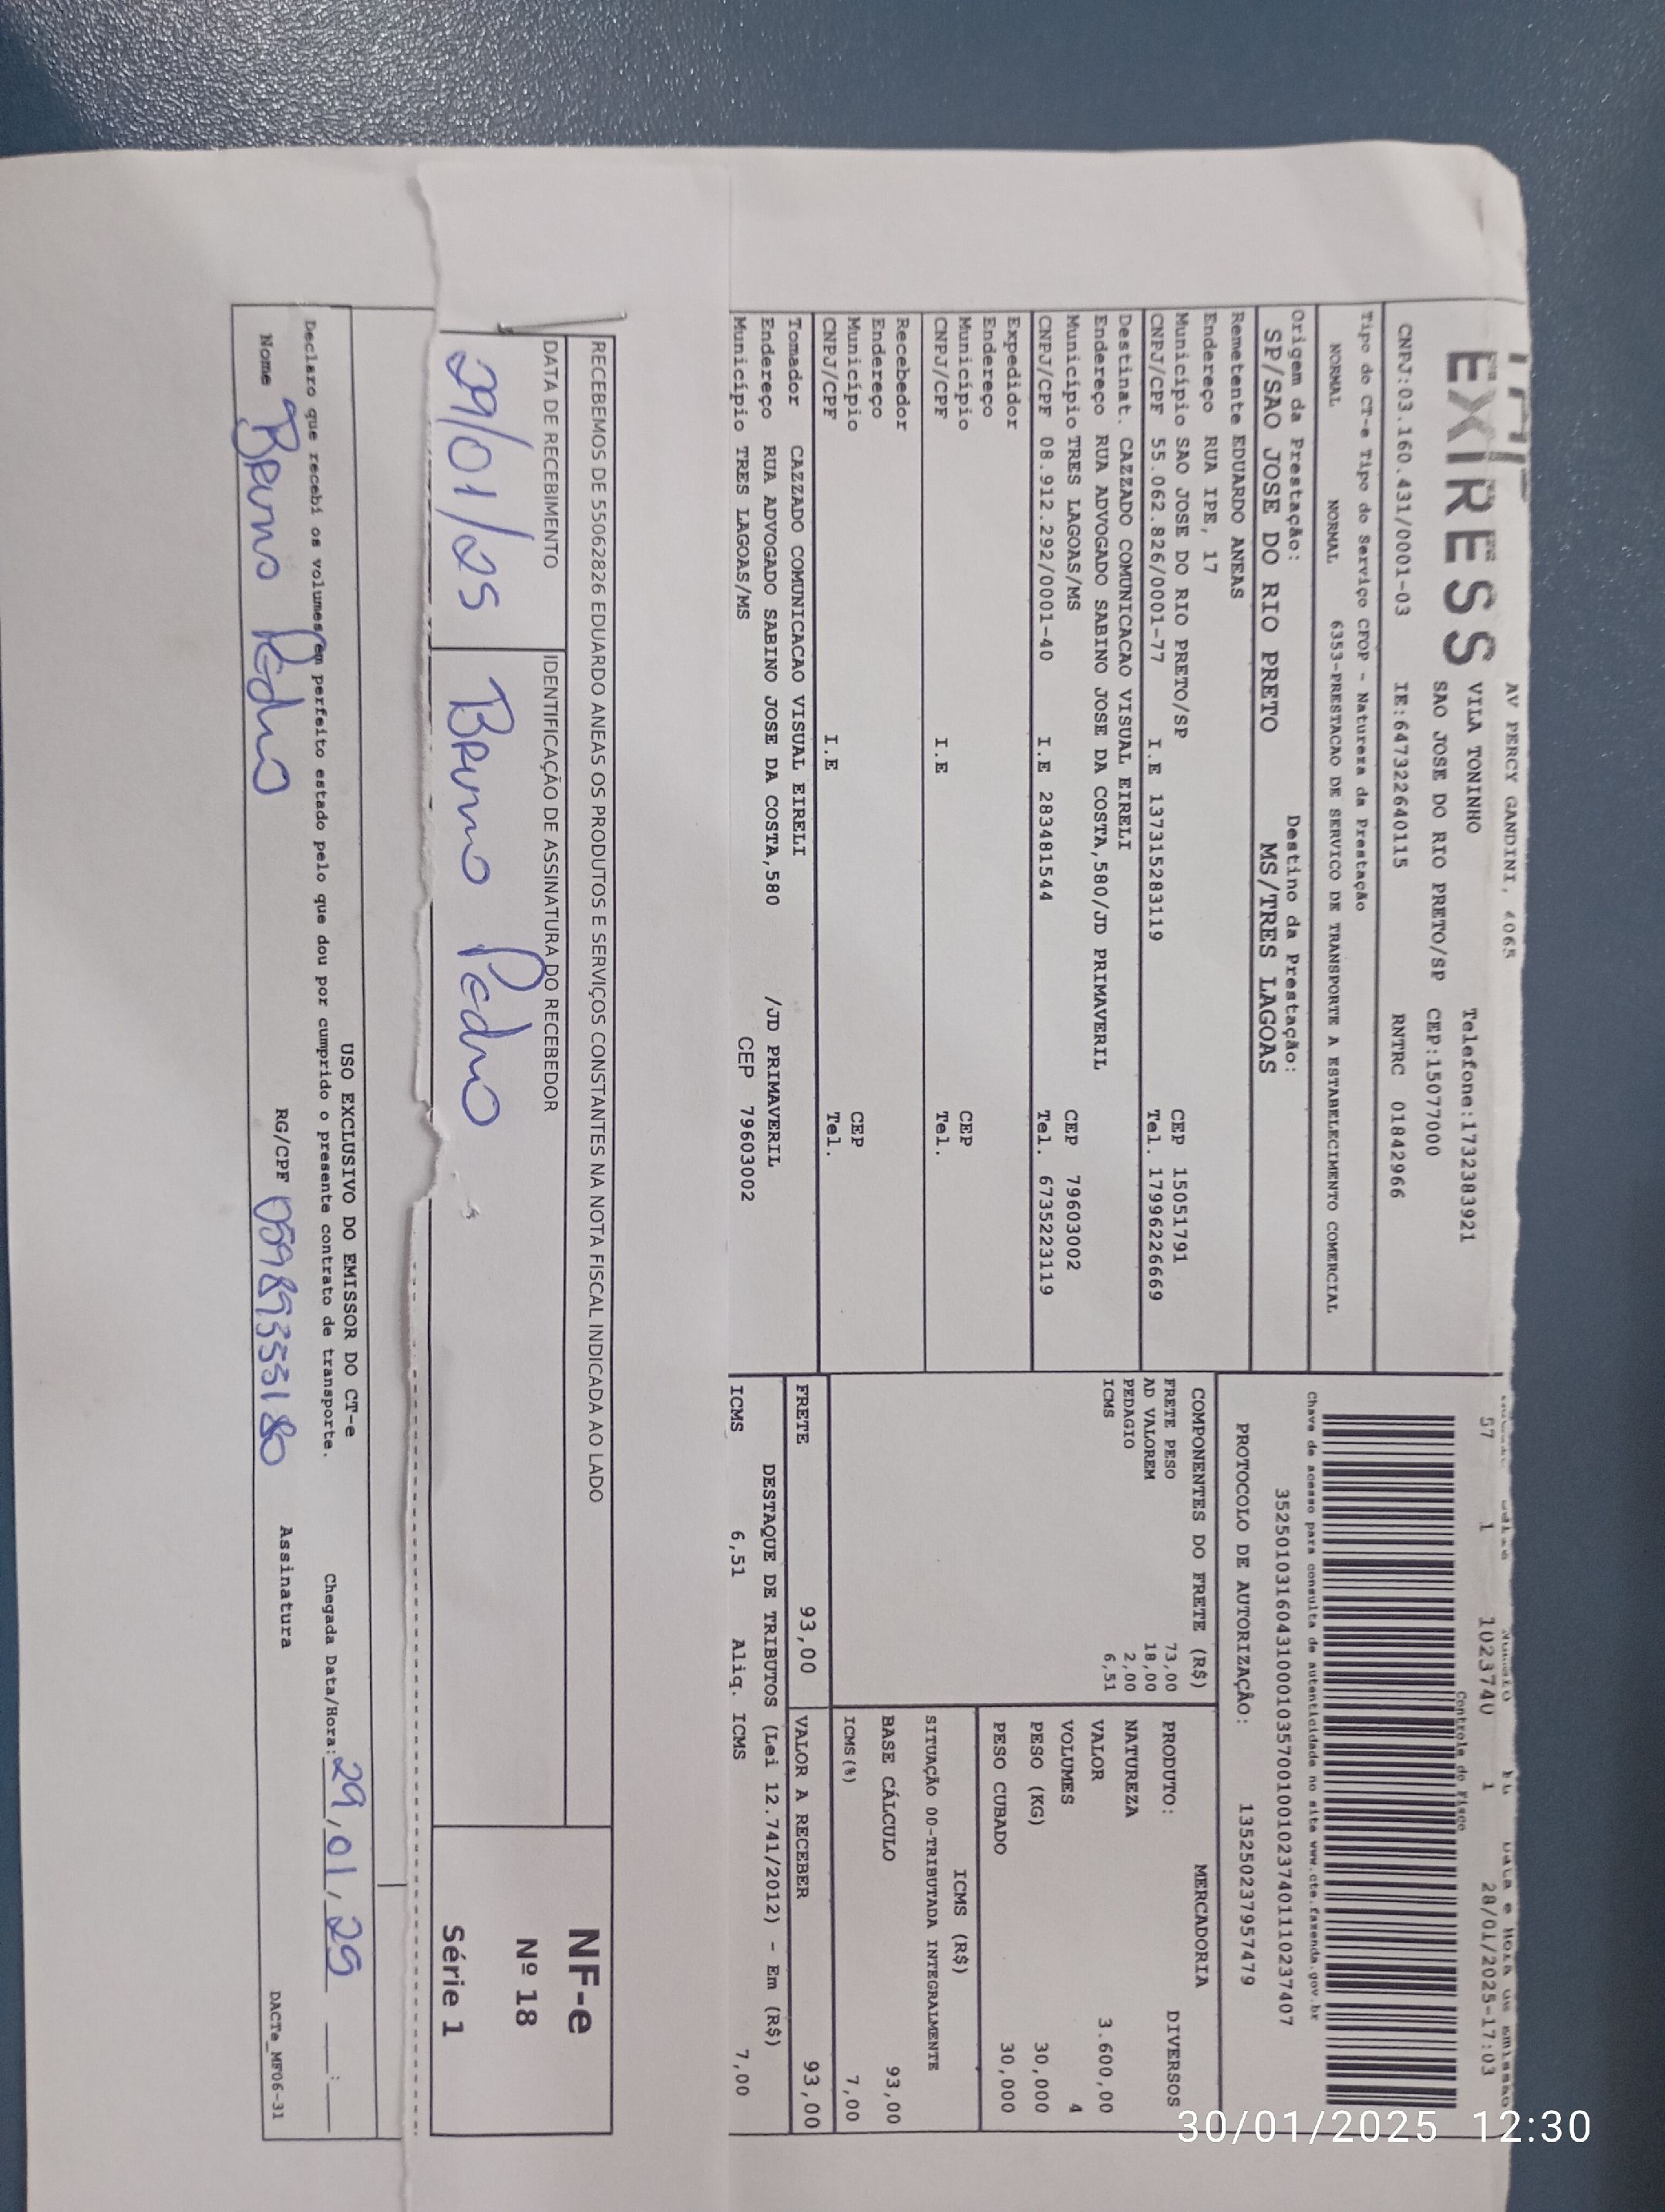 AV PERCY GANDINI, 4065
EXPRESS
VILA TONINHO
Telefone:1732383921
SAO JOSE DO RIO PRETO/SP CEP:15077000
CNPJ:03.160.431/0001-03 IE:647322640115 RNTRC 01842966
57 1 1023740 1 28/01/2025-17:03
Controle do Fisco
Tipo do CT-e Tipo do Serviço CFOP - Natureza da Prestação
NORMAL NORMAL 6353-PRESTACAO DE SERVICO DE TRANSPORTE A ESTABELECIMENTO COMERCIAL
Chave de acesso para consulta de autenticidade no site www.cte.fazenda.gov.br
35250103160431000103570010010237401110237407
Origem da Prestação: Destino da Prestação:
SP/SAO JOSE DO RIO PRETO MS/TRES LAGOAS
PROTOCOLO DE AUTORIZAÇÃO: 135250237957479
Remetente EDUARDO ANEAS
Endereço RUA IPE, 17
Município SAO JOSE DO RIO PRETO/SP CEP 15051791
CNPJ/CPF 55.062.826/0001-77 I.E 137315283119 Tel. 17996226669
Destinat. CAZZADO COMUNICACAO VISUAL EIRELI
Endereço RUA ADVOGADO SABINO JOSE DA COSTA,580/JD PRIMAVERIL
Município TRES LAGOAS/MS CEP 79603002
CNPJ/CPF 08.912.292/0001-40 I.E 283481544 Tel. 6735223119
Expedidor
Endereço
Município CEP
CNPJ/CPF I.E Tel.
Recebedor
Endereço
Município CEP
CNPJ/CPF I.E Tel.
Tomador CAZZADO COMUNICACAO VISUAL EIRELI
Endereço RUA ADVOGADO SABINO JOSE DA COSTA,580 /JD PRIMAVERIL
Município TRES LAGOAS/MS CEP 79603002
COMPONENTES DO FRETE (R$)
FRETE PESO 73,00
AD VALOREM 18,00
PEDAGIO 2,00
ICMS 6,51
MERCADORIA
PRODUTO: DIVERSOS
NATUREZA
VALOR 3.600,00
VOLUMES 4
PESO (KG) 30,000
PESO CUBADO 30,000
ICMS (R$)
SITUAÇÃO 00-TRIBUTADA INTEGRALMENTE
BASE CÁLCULO 93,00
ICMS(%) 7,00
FRETE 93,00 VALOR A RECEBER 93,00
DESTAQUE DE TRIBUTOS (Lei 12.741/2012) - Em (R$)
ICMS 6,51 Aliq. ICMS 7,00
RECEBEMOS DE 55062826 EDUARDO ANEAS OS PRODUTOS E SERVIÇOS CONSTANTES NA NOTA FISCAL INDICADA AO LADO
DATA DE RECEBIMENTO IDENTIFICAÇÃO DE ASSINATURA DO RECEBEDOR
29/01/25 Bruno Pedro
NF-e
Nº 18
Série 1
USO EXCLUSIVO DO EMISSOR DO CT-e
Declaro que recebi os volumes em perfeito estado pelo que dou por cumprido o presente contrato de transporte. Chegada Data/Hora: 29/01/25 __:__
Nome Bruno Pedro RG/CPF 05989555180 Assinatura
DACTe_MF06-31
30/01/2025 12:30